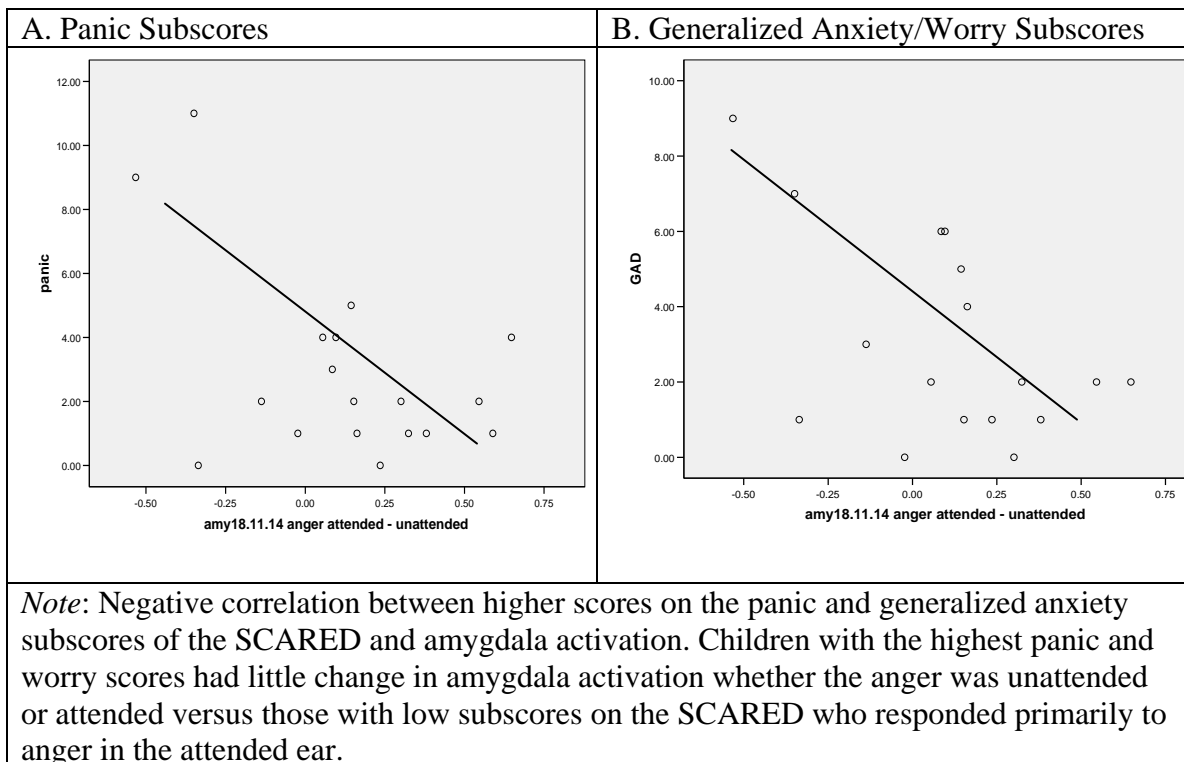 A. Panic Subscores
B. Generalized Anxiety/Worry Subscores
12.00
10.00
8.00
6.00
4.00
2.00
0.00
panic
-0.50
-0.25
0.00
0.25
0.50
0.75
amy18.11.14 anger attended - unattended
10.00
8.00
6.00
4.00
2.00
0.00
GAD
-0.50
-0.25
0.00
0.25
0.50
0.75
amy18.11.14 anger attended - unattended
Note: Negative correlation between higher scores on the panic and generalized anxiety
subscores of the SCARED and amygdala activation. Children with the highest panic and
worry scores had little change in amygdala activation whether the anger was unattended
or attended versus those with low subscores on the SCARED who responded primarily to
anger in the attended ear.